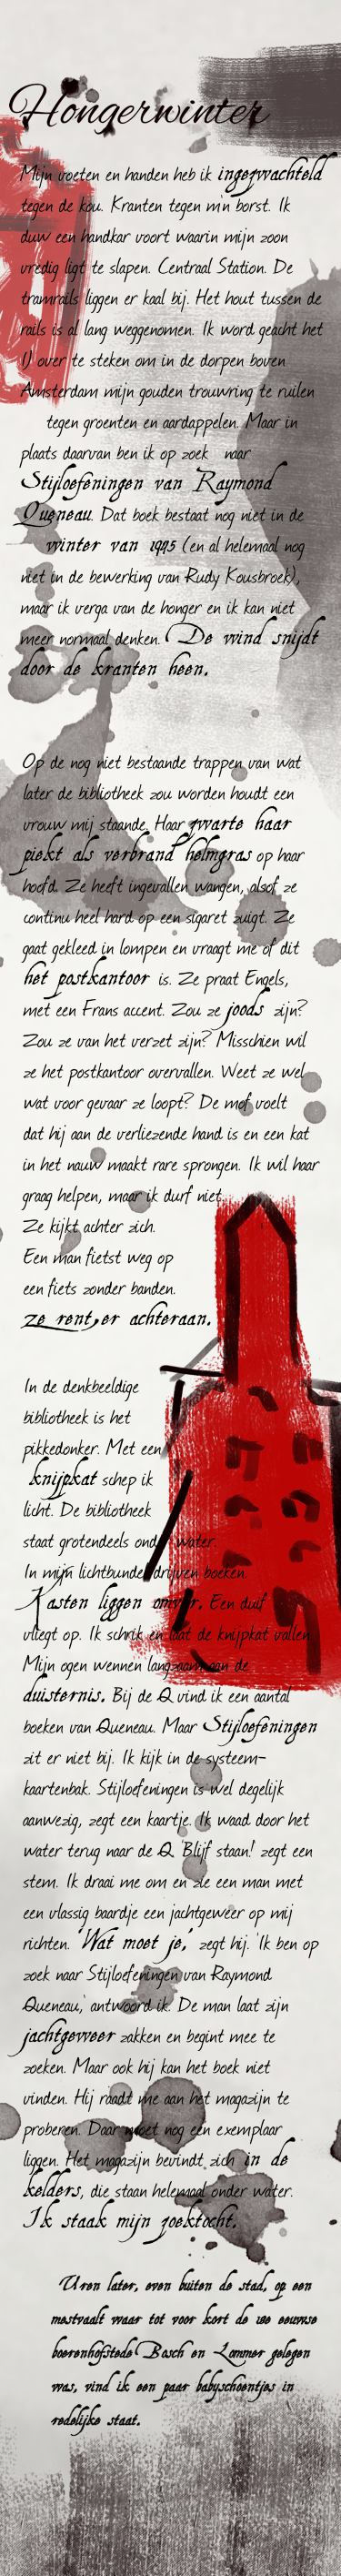 Hongerwinter
Mijn voeten en handen heb ik ingezwachteld
tegen de kou. Kranten tegen m'n borst. Ik
duw een handkar voort waarin mijn zoon
vredig ligt te slapen. Centraal Station. De
tramrails liggen er kaal bij. Het hout tussen de
rails is al lang weggenomen. Ik word geacht het
IJ over te steken om in de dorpen boven
Amsterdam mijn gouden trouwring te ruilen
tegen groenten en aardappelen. Maar in
plaats daarvan ben ik op zoek naar
Stijloefeningen van Raymond
Queneau. Dat boek bestaat nog niet in de
winter van 1995 (en al helemaal nog
niet in de bewerking van Rudy Kousbroek),
maar ik verga van de honger en ik kan niet
meer normaal denken. De wind snijdt
door de kranten heen.
Op de nog niet bestaande trappen van wat
later de bibliotheek zou worden houdt een
vrouw mij staande. Haar zwarte haar
piekt als verbrand helmgras op haar
hoofd. Ze heeft ingevallen wangen, alsof ze
continu heel hard op een sigaret zuigt. Ze
gaat gekleed in lompen en vraagt me of dit
het postkantoor is. Ze praat Engels,
met een Frans accent. Zou ze joods zijn?
Zou ze van het verzet zijn? Misschien wil
ze het postkantoor overvallen. Weet ze wel
wat voor gevaar ze loopt? De mof voelt
dat hij aan de verliezende hand is en een kat
in het nauw maakt rare sprongen. Ik wil haar
graag helpen, maar ik durf niet.
Ze kijkt achter zich.
Een man fietst weg op
een fiets zonder banden.
Ze rent er achteraan.
In de denkbeeldige
bibliotheek is het
pikkedonker. Met een
knijpkat schep ik
licht. De bibliotheek
staat grotendeels onder water.
In mijn lichtbundel drijven boeken.
Kasten liggen omver. Een duif
vliegt op. Ik schrik en laat de knijpkat vallen.
Mijn ogen wennen langzaam aan de
duisternis. Bij de Q vind ik een aantal
boeken van Queneau. Maar Stijloefeningen
zit er niet bij. Ik kijk in de systeem-
kaartenbak. Stijloefeningen is wel degelijk
aanwezig, zegt een kaartje. Ik waad door het
water terug naar de Q. 'Blijf staan!' zegt een
stem. Ik draai me om en zie een man met
een vlassig baardje een jachtgeweer op mij
richten. 'Wat moet je,' zegt hij. 'Ik ben op
zoek naar Stijloefeningen van Raymond
Queneau,' antwoord ik. De man laat zijn
jachtgeweer zakken en begint mee te
zoeken. Maar ook hij kan het boek niet
vinden. Hij raadt me aan het magazijn te
proberen. Daar moet nog een exemplaar
liggen. Het magazijn bevindt zich in de
kelders, die staan helemaal onder water.
Ik staak mijn zoektocht.
Uren later, even buiten de stad, op een
mestvaalt waar tot voor kort de 18e eeuwse
boerenhofstede Bosch en Lommer gelegen
was, vind ik een paar babyschoentjes in
redelijke staat.